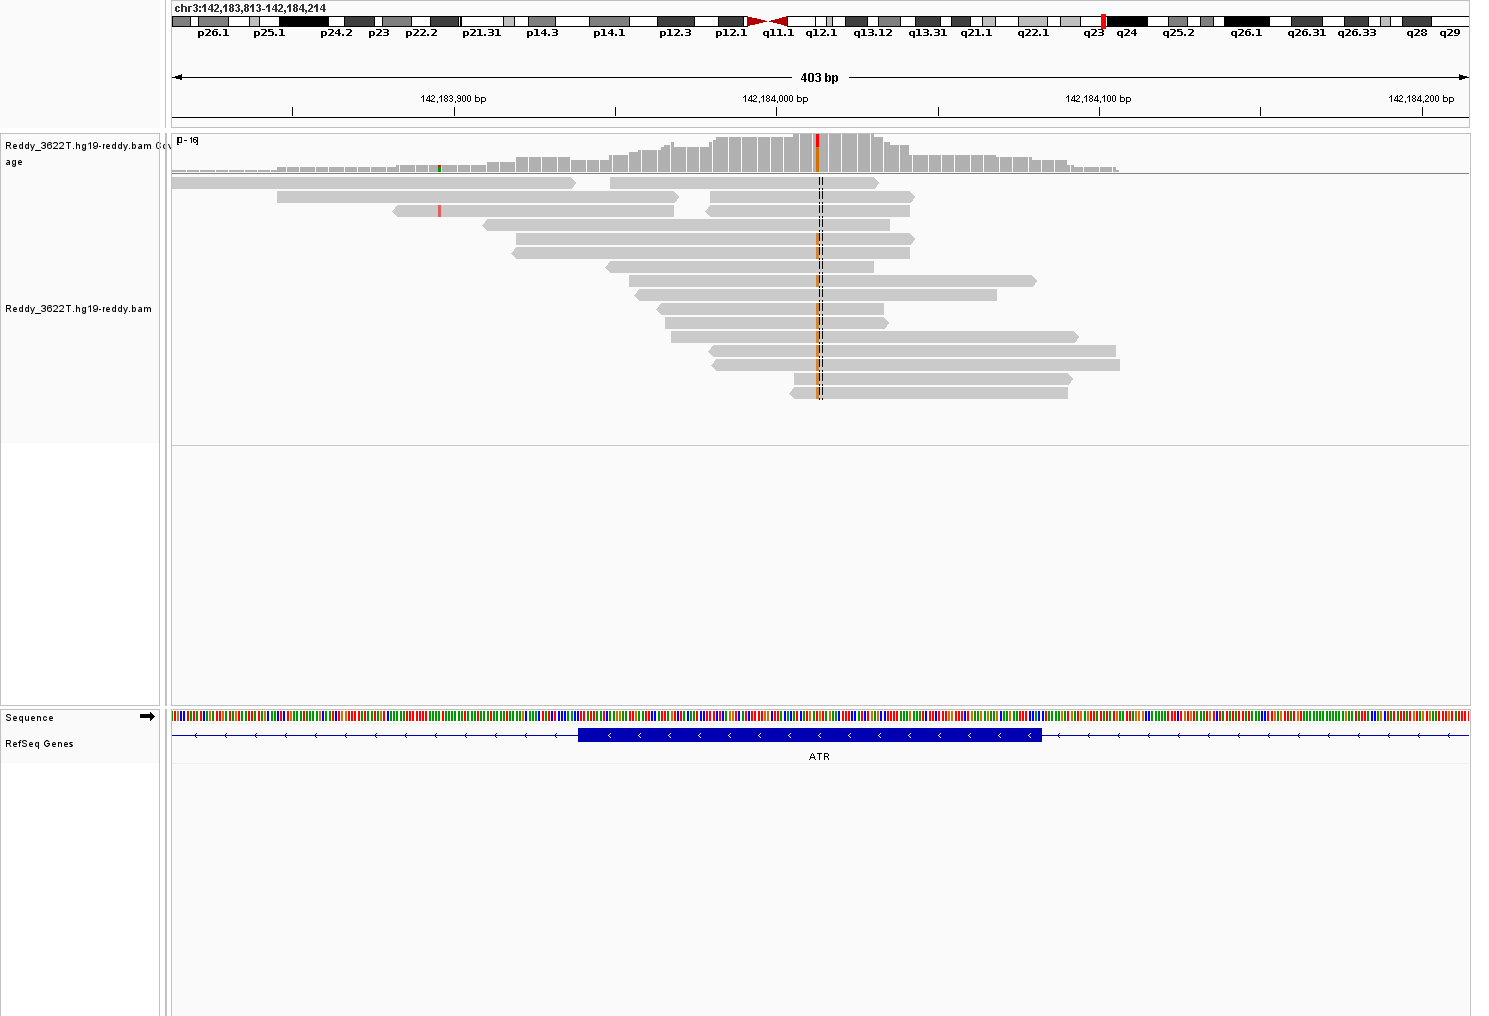 chr3:142,183,813-142,184,214
p26.1 p25.1 p24.2 p23 p22.2 p21.31 p14.3 p14.1 p12.3 p12.1 q11.1 q12.1 q13.12 q13.31 q21.1 q22.1 q23 q24 q25.2 q26.1 q26.31 q26.33 q28 q29
403 bp
142,183,900 bp 142,184,000 bp 142,184,100 bp 142,184,200 bp
Reddy_3622T.hg19-reddy.bam Cov
age
[0 - 16]
Reddy_3622T.hg19-reddy.bam
Sequence
RefSeq Genes
ATR